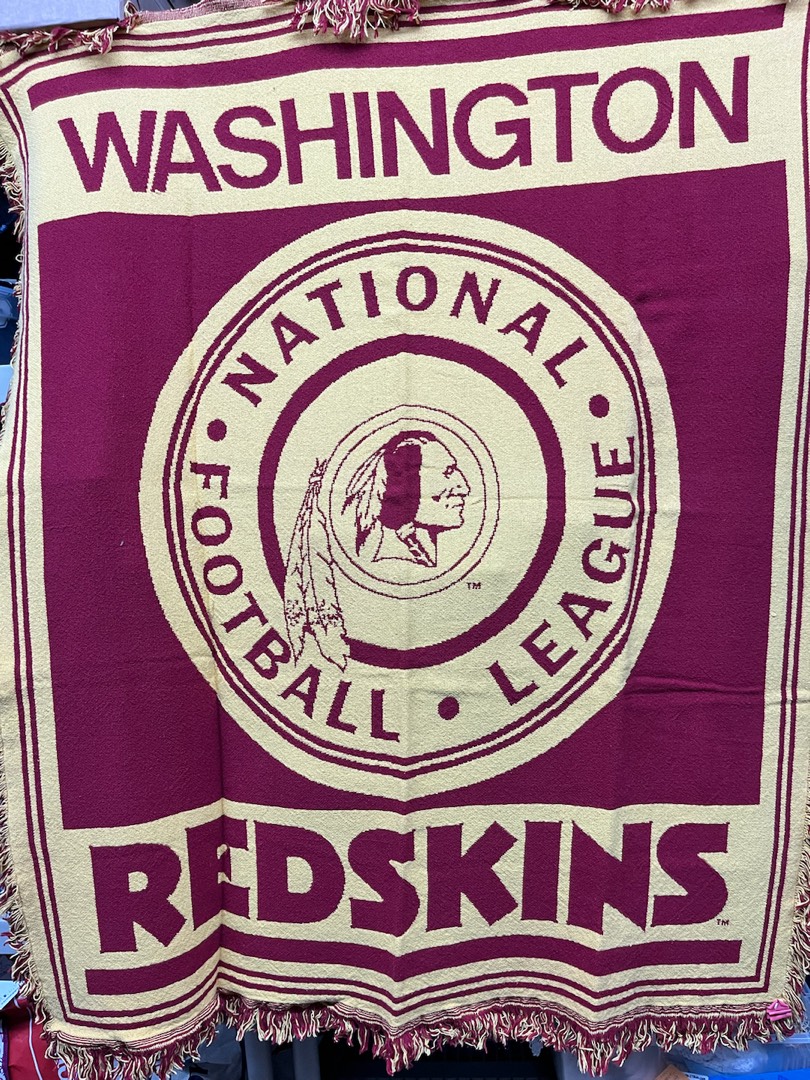 WASHINGTON
NATIONAL • FOOTBALL • LEAGUE •
TM
REDSKINS
TM